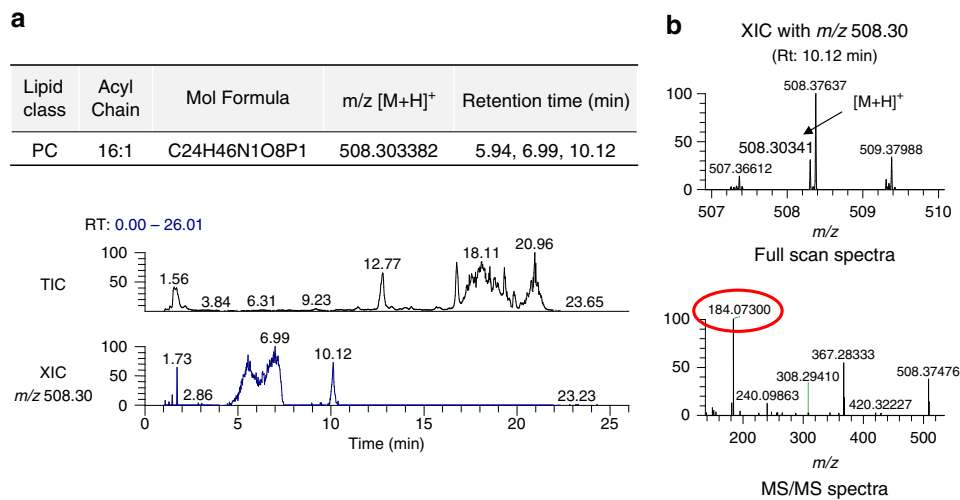 a
Lipid class Acyl Chain Mol Formula m/z [M+H]+ Retention time (min)
PC 16:1 C24H46N1O8P1 508.303382 5.94, 6.99, 10.12
RT: 0.00 – 26.01
TIC
100
50
1.56
3.84
6.31
9.23
12.77
18.11
20.96
23.65
XIC
m/z 508.30
100
50
0
1.73
2.86
6.99
10.12
23.23
0 5 10 15 20 25
Time (min)
b
XIC with m/z 508.30
(Rt: 10.12 min)
508.37637
[M+H]+
100
50
0
508.30341
507.36612
509.37988
507 508 509 510
m/z
Full scan spectra
184.07300
100
50
0
367.28333
308.29410
508.37476
240.09863
420.32227
200 300 400 500
m/z
MS/MS spectra